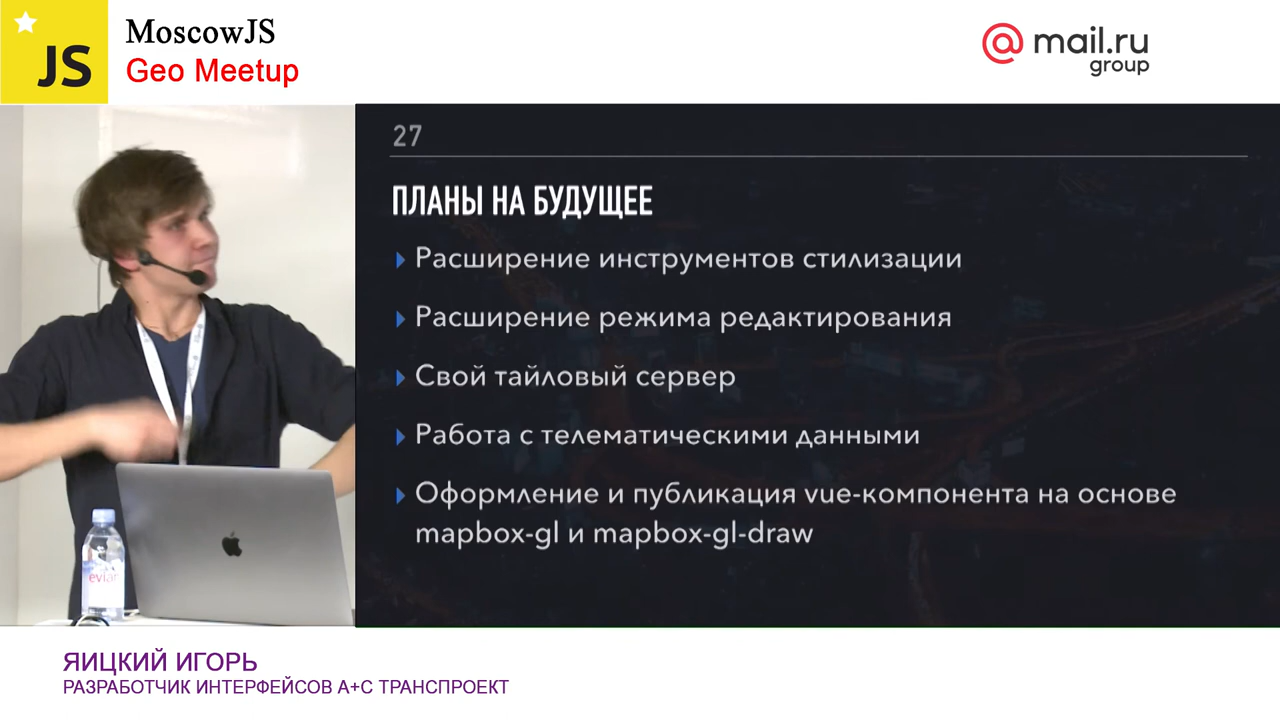 JS
MoscowJS
Geo Meetup
@mail.ru
group
27
ПЛАНЫ НА БУДУЩЕЕ
Расширение инструментов стилизации
Расширение режима редактирования
Свой тайловый сервер
Работа с телематическими данными
Оформление и публикация vue-компонента на основе
mapbox-gl и mapbox-gl-draw
evian
ЯИЦКИЙ ИГОРЬ
РАЗРАБОТЧИК ИНТЕРФЕЙСОВ А+С ТРАНСПРОЕКТ